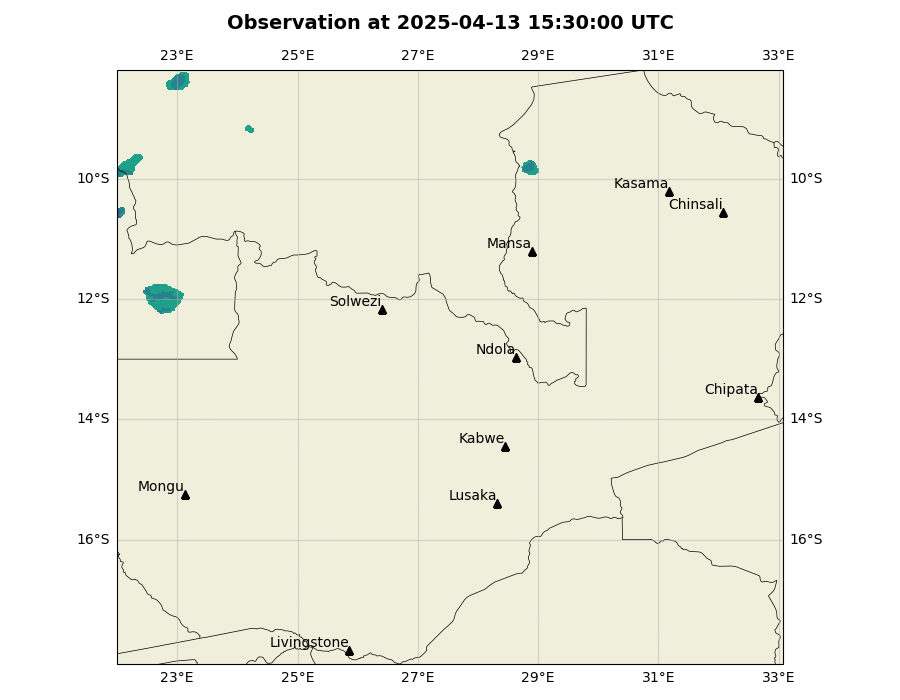 Observation at 2025-04-13 15:30:00 UTC
23°E 25°E 27°E 29°E 31°E 33°E
10°S 10°S
Kasama
Chinsali
Mansa
12°S 12°S
Solwezi
Ndola
Chipata
14°S 14°S
Kabwe
Mongu
Lusaka
16°S 16°S
Livingstone
23°E 25°E 27°E 29°E 31°E 33°E